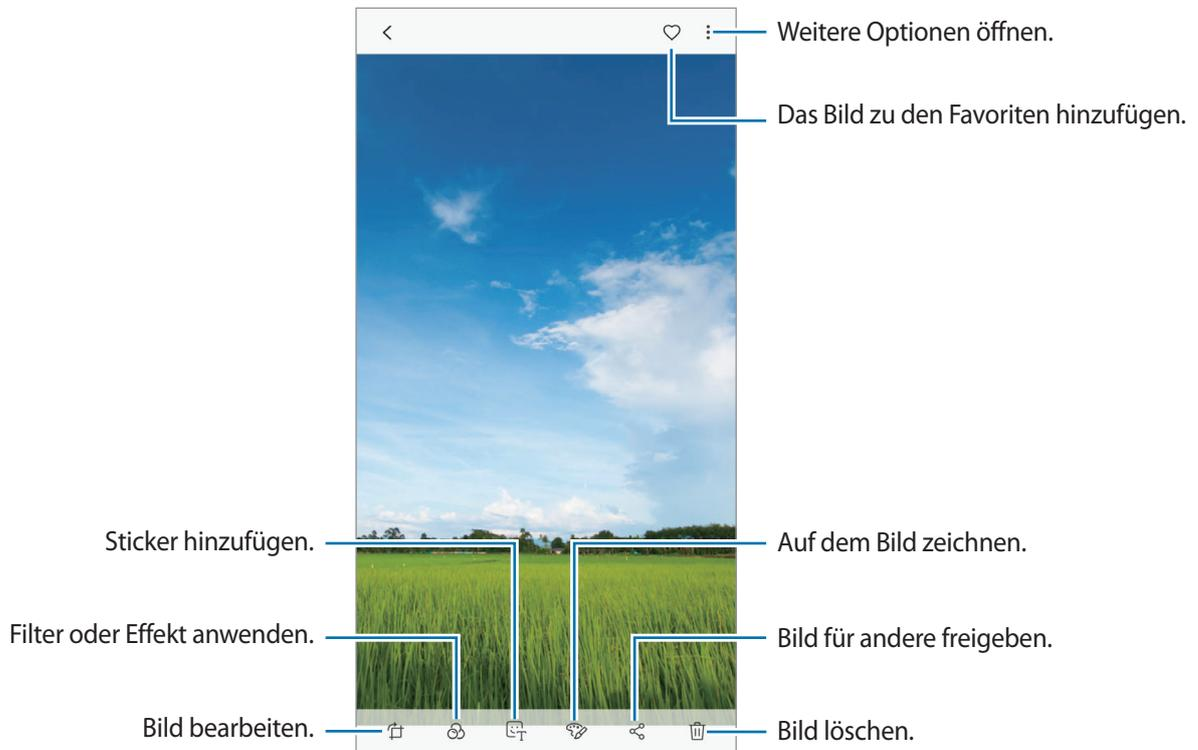 Weitere Optionen öffnen.
Das Bild zu den Favoriten hinzufügen.
Sticker hinzufügen.
Auf dem Bild zeichnen.
Filter oder Effekt anwenden.
Bild für andere freigeben.
Bild bearbeiten.
Bild löschen.